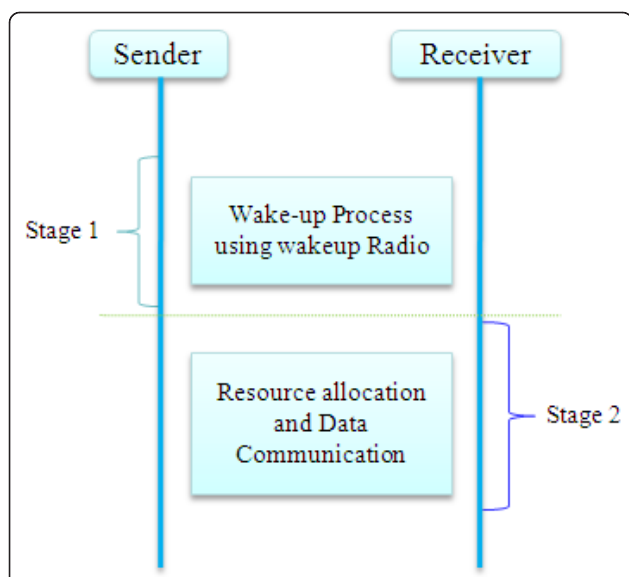 Sender
Receiver
Stage 1
Wake-up Process
using wakeup Radio
Resource allocation
and Data
Communication
Stage 2